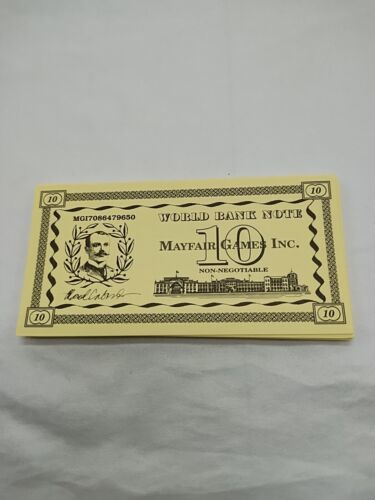 10 10
MGI7086479650 WORLD BANK NOTE
10
MAYFAIR GAMES INC.
NON-NEGOTIABLE
10 10